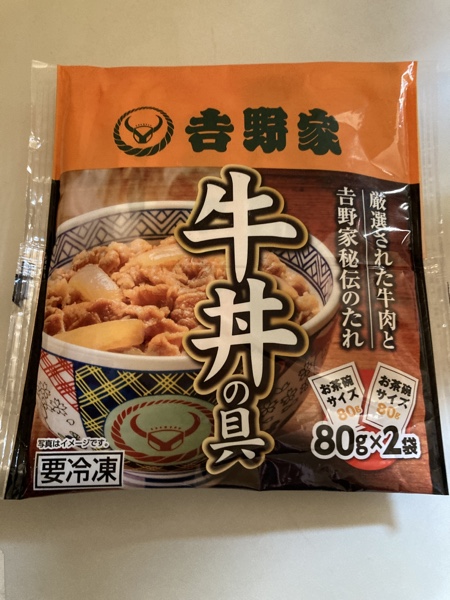 𠮷野家
牛丼の具
厳選された牛肉と
𠮷野家秘伝のたれ
お茶碗
サイズ
80g
お茶碗
サイズ
80g
80g×2袋
写真はイメージです。
要冷凍